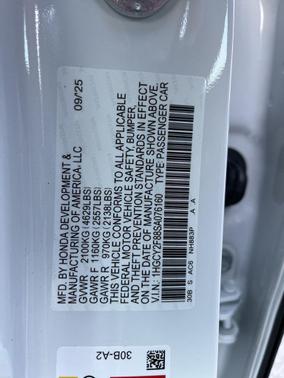 MFD. BY HONDA DEVELOPMENT &
MANUFACTURING OF AMERICA, LLC 09/'25
GVWR 2100KG(4629LBS)
GAWR F 1160KG(2557LBS)
GAWR R 970KG(2138LBS)
THIS VEHICLE CONFORMS TO ALL APPLICABLE
FEDERAL MOTOR VEHICLE SAFETY, BUMPER,
AND THEFT PREVENTION STANDARDS IN EFFECT
ON THE DATE OF MANUFACTURE SHOWN ABOVE.
V.I.N.: 1HGCY2F88SA076160 TYPE:PASSENGER CAR
30B S AC6 NH883P A A
30B-A2